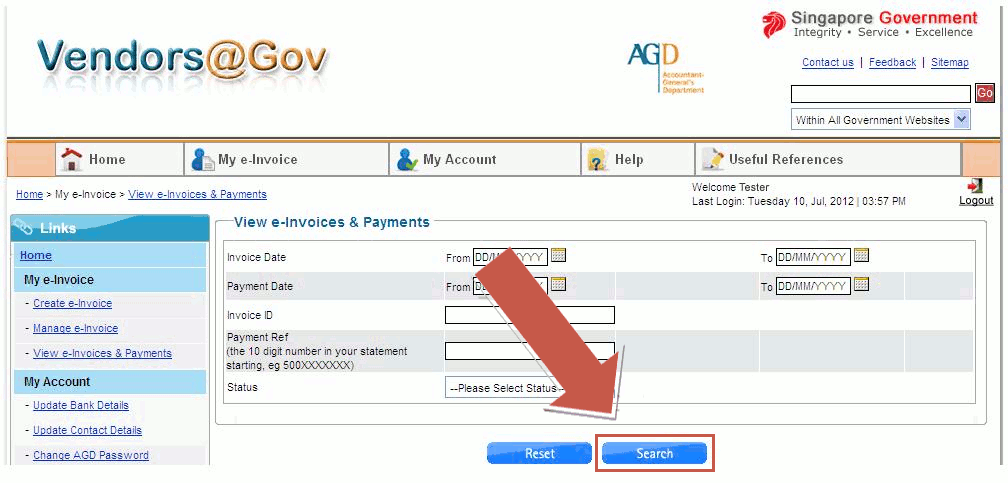 Vendors@Gov
AGD
Accountant-
General's
Department
Singapore Government
Integrity • Service • Excellence
Contact us | Feedback | Sitemap
Go
Within All Government Websites
Home
My e-Invoice
My Account
Help
Useful References
Home > My e-Invoice > View e-Invoices & Payments
Welcome Tester
Last Login: Tuesday 10, Jul, 2012 | 03:57 PM
Logout
Links
Home
My e-Invoice
- Create e-Invoice
- Manage e-Invoice
- View e-Invoices & Payments
My Account
- Update Bank Details
- Update Contact Details
- Change AGD Password
View e-Invoices & Payments
Invoice Date From DD/MM/YYYY To DD/MM/YYYY
Payment Date From DD/MM/YYYY To DD/MM/YYYY
Invoice ID
Payment Ref
(the 10 digit number in your statement
starting, eg 500XXXXXXX)
Status --Please Select Status--
Reset Search